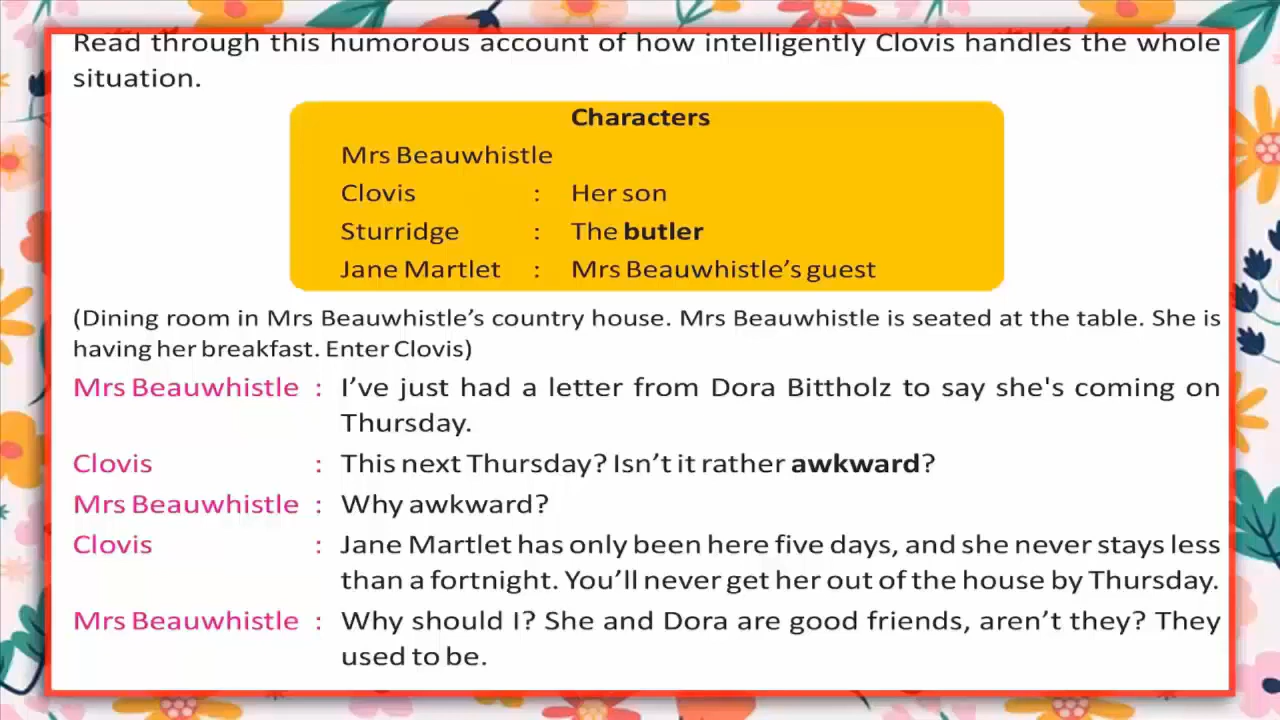 Read through this humorous account of how intelligently Clovis handles the whole
situation.
Characters
Mrs Beauwhistle
Clovis : Her son
Sturridge : The butler
Jane Martlet : Mrs Beauwhistle’s guest
(Dining room in Mrs Beauwhistle’s country house. Mrs Beauwhistle is seated at the table. She is
having her breakfast. Enter Clovis)
Mrs Beauwhistle : I’ve just had a letter from Dora Bittholz to say she's coming on
Thursday.
Clovis : This next Thursday? Isn’t it rather awkward?
Mrs Beauwhistle : Why awkward?
Clovis : Jane Martlet has only been here five days, and she never stays less
than a fortnight. You’ll never get her out of the house by Thursday.
Mrs Beauwhistle : Why should I? She and Dora are good friends, aren’t they? They
used to be.